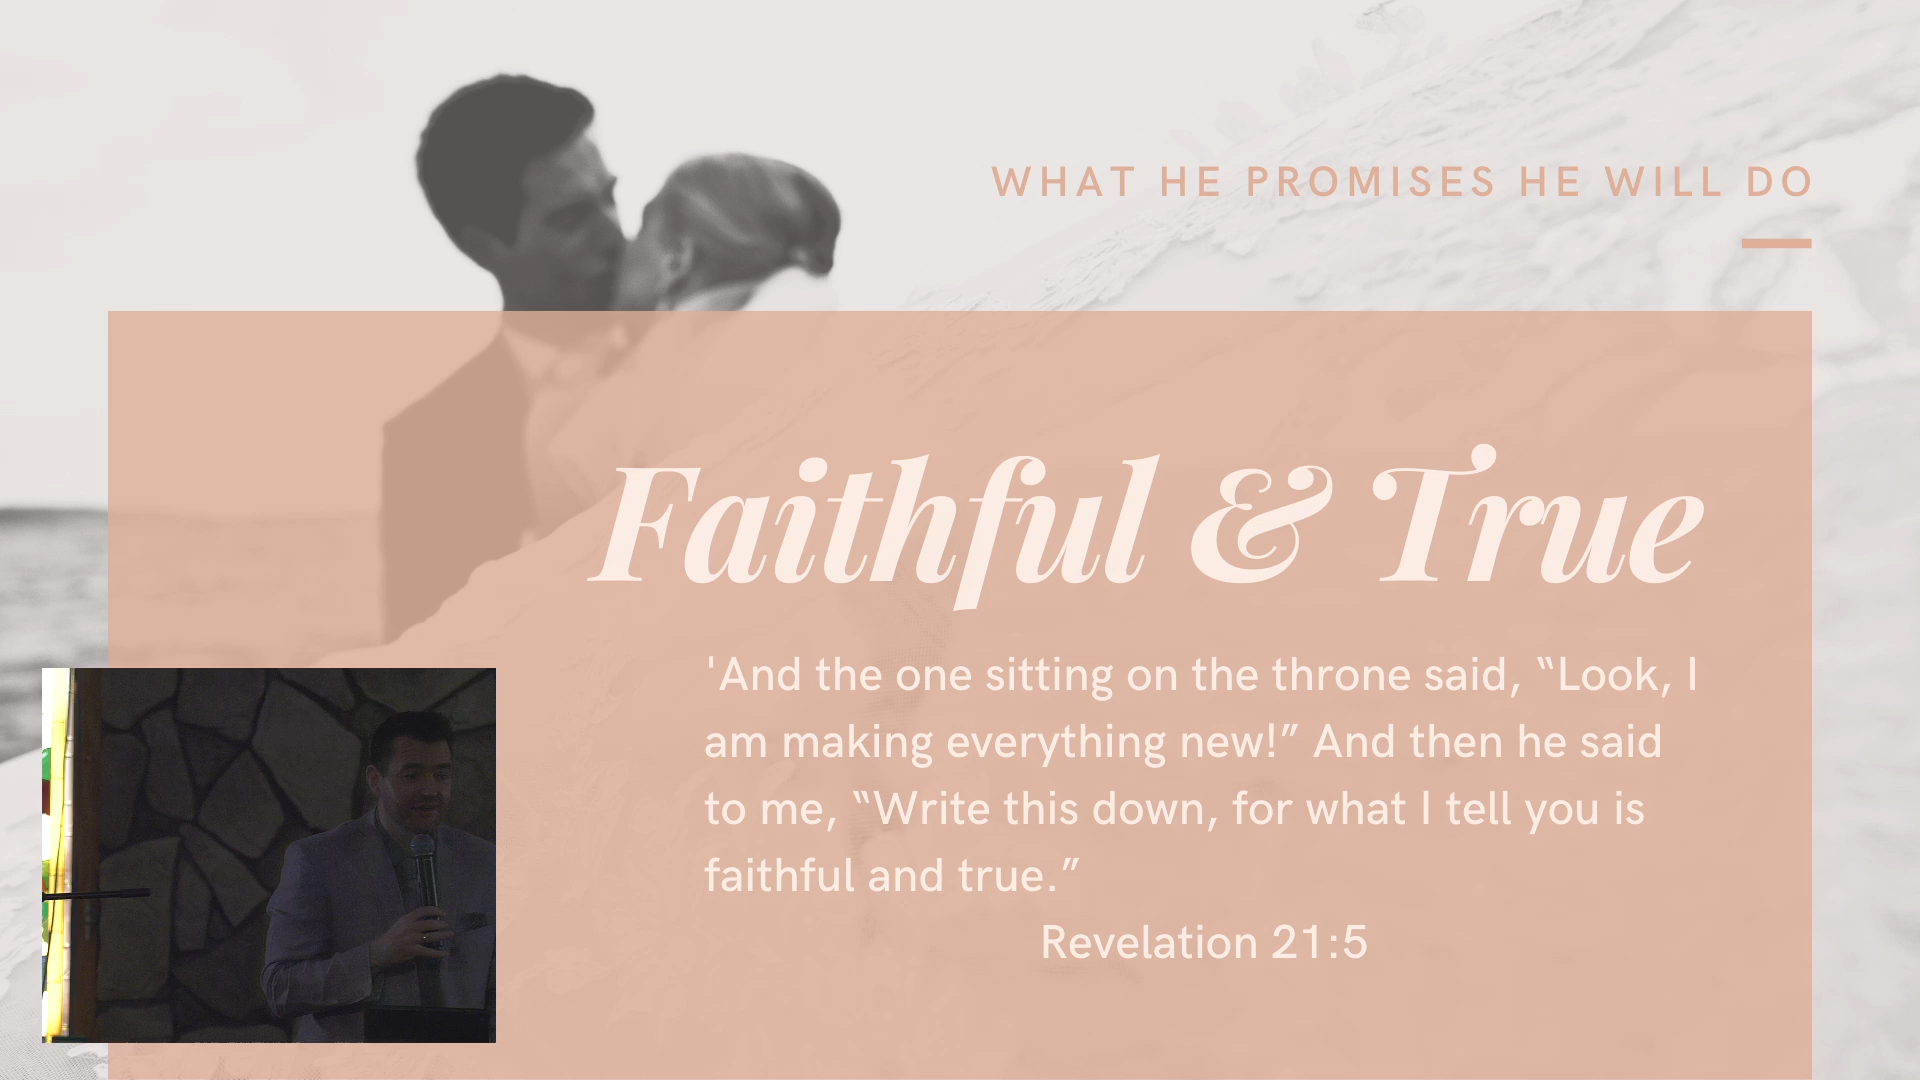 WHAT HE PROMISES HE WILL DO
Faithful & True
'And the one sitting on the throne said, “Look, I
am making everything new!” And then he said
to me, “Write this down, for what I tell you is
faithful and true.”
Revelation 21:5